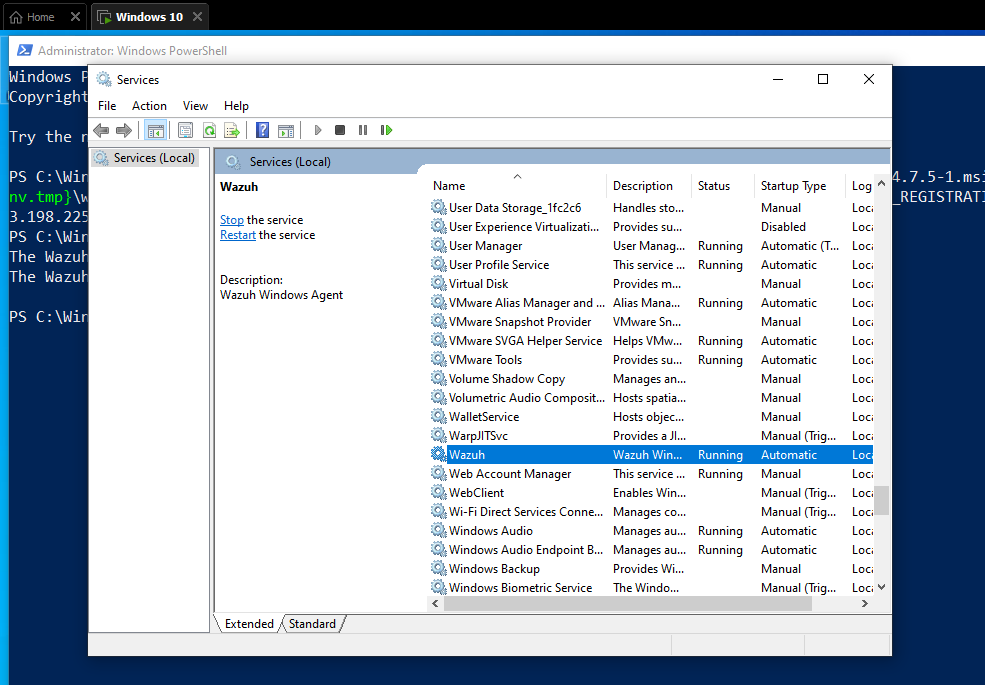 Home
Windows 10
Administrator: Windows PowerShell
Windows P
Copyright
Try the n
PS C:\Win
4.7.5-1.msi
nv.tmp}\w
_REGISTRATI
3.198.225
PS C:\Win
The Wazuh
The Wazuh
PS C:\Win
Services
File Action View Help
Services (Local)
Services (Local)
Wazuh
Stop the service
Restart the service
Description:
Wazuh Windows Agent
Name Description Status Startup Type Log
User Data Storage_1fc2c6 Handles sto... Manual Loca
User Experience Virtualizati... Provides su... Disabled Loca
User Manager User Manag... Running Automatic (T... Loca
User Profile Service This service ... Running Automatic Loca
Virtual Disk Provides m... Manual Loca
VMware Alias Manager and ... Alias Mana... Running Automatic Loca
VMware Snapshot Provider VMware Sn... Manual Loca
VMware SVGA Helper Service Helps VMw... Running Automatic Loca
VMware Tools Provides su... Running Automatic Loca
Volume Shadow Copy Manages an... Manual Loca
Volumetric Audio Composit... Hosts spatia... Manual Loca
WalletService Hosts objec... Manual Loca
WarpJITSvc Provides a JI... Manual (Trig... Loca
Wazuh Wazuh Win... Running Automatic Loca
Web Account Manager This service ... Running Manual Loca
WebClient Enables Win... Manual (Trig... Loca
Wi-Fi Direct Services Conne... Manages co... Manual (Trig... Loca
Windows Audio Manages au... Running Automatic Loca
Windows Audio Endpoint B... Manages au... Running Automatic Loca
Windows Backup Provides Wi... Manual Loca
Windows Biometric Service The Windo... Manual (Trig... Loca
Extended Standard